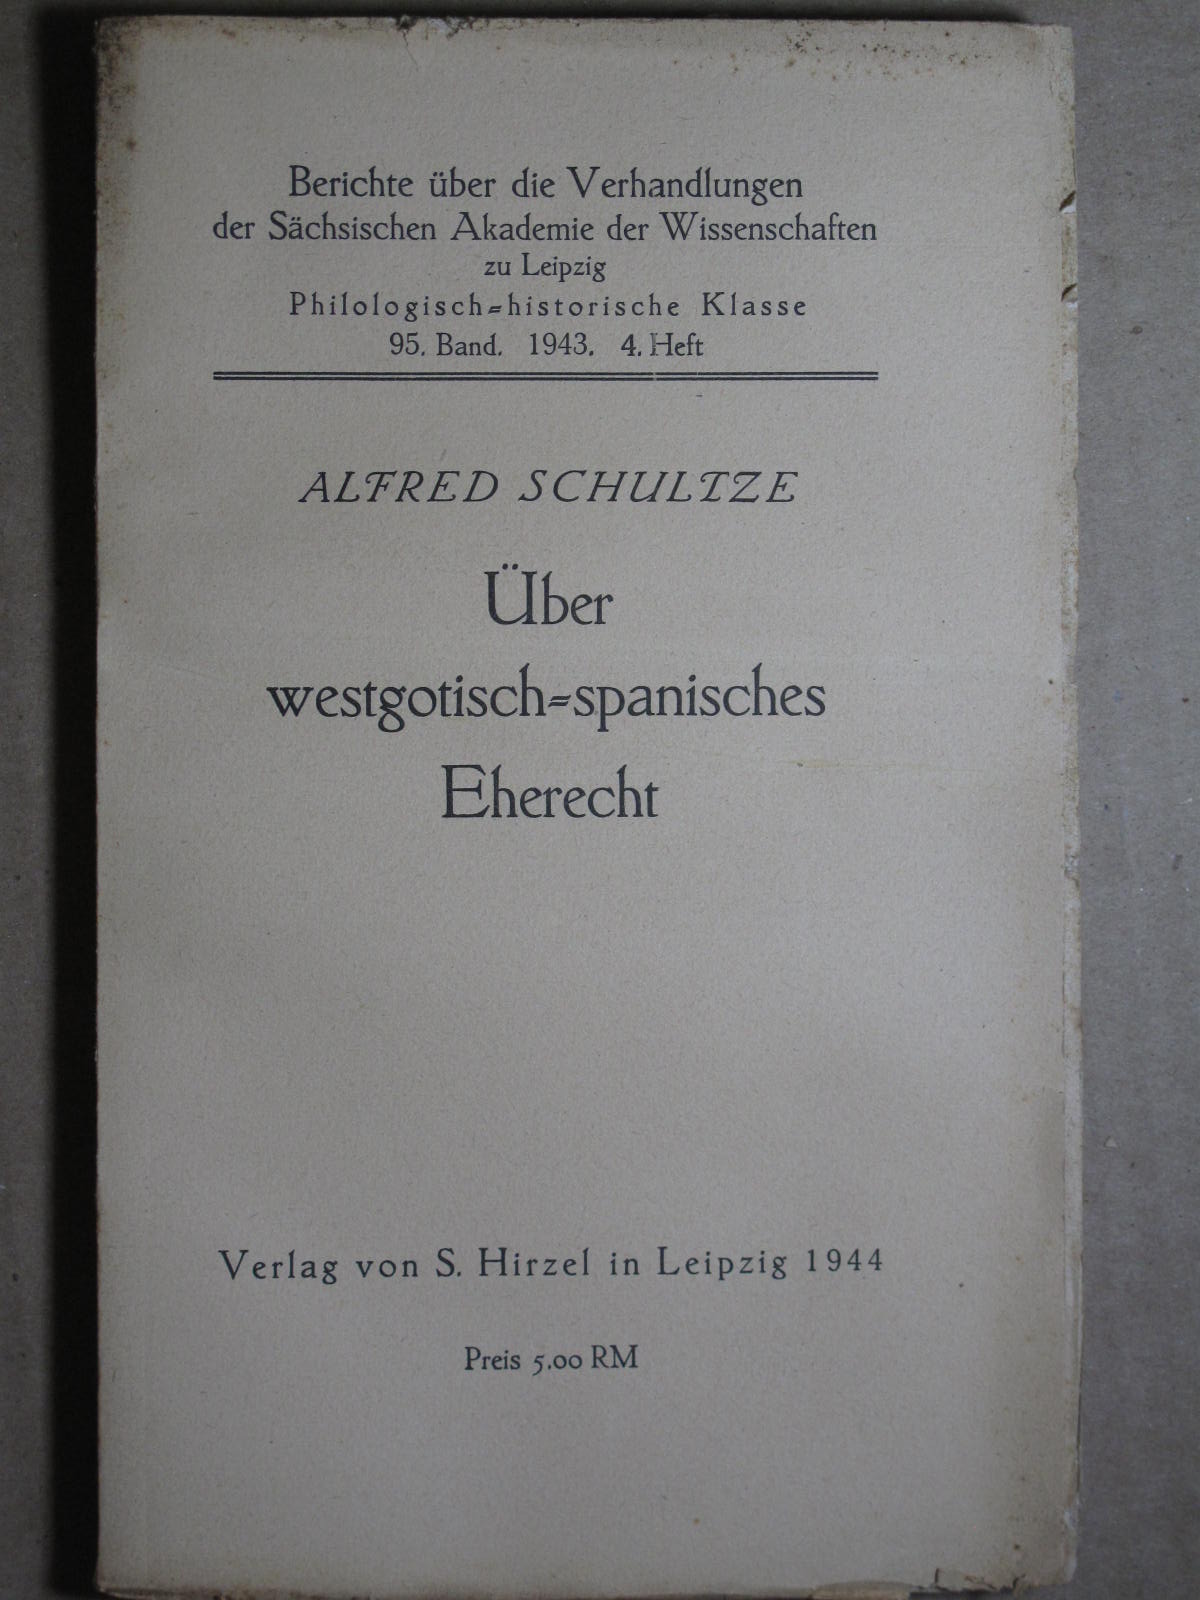 Berichte über die Verhandlungen
der Sächsischen Akademie der Wissenschaften
zu Leipzig
Philologisch-historische Klasse
95. Band. 1943. 4. Heft
ALFRED SCHULTZE
Über
westgotisch-spanisches
Eherecht
Verlag von S. Hirzel in Leipzig 1944
Preis 5.00 RM